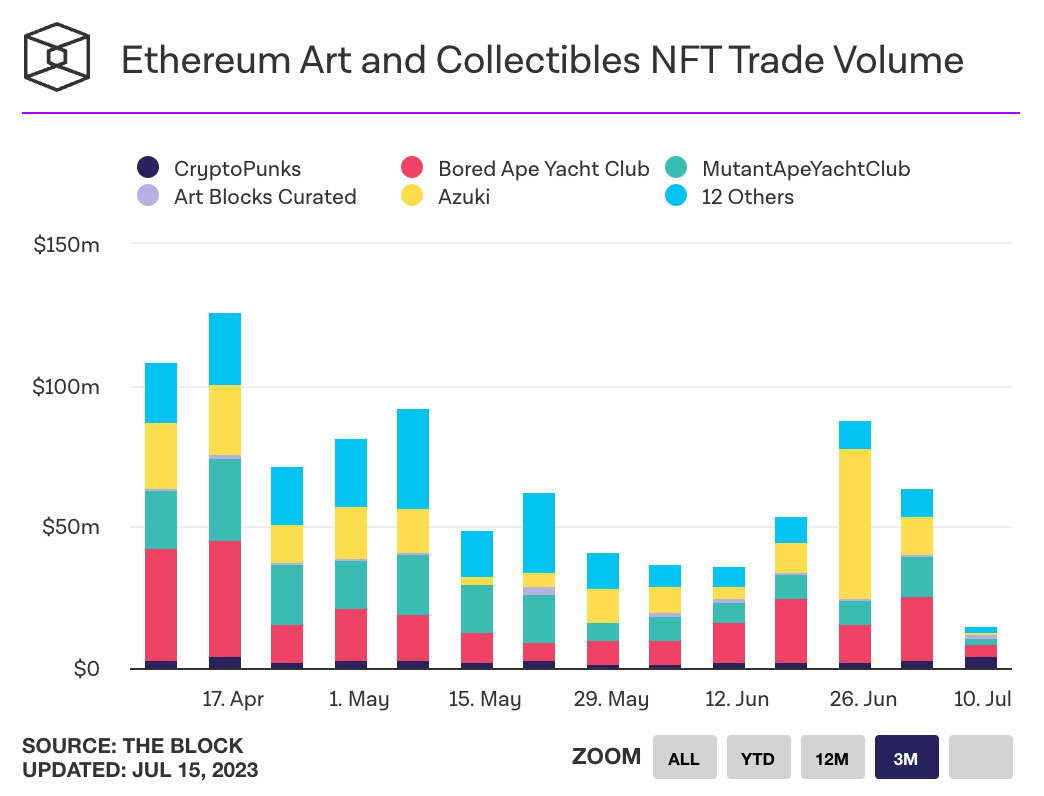 Ethereum Art and Collectibles NFT Trade Volume
CryptoPunks
Bored Ape Yacht Club
MutantApeYachtClub
Art Blocks Curated
Azuki
12 Others
$150m
$100m
$50m
$0
17. Apr
1. May
15. May
29. May
12. Jun
26. Jun
10. Jul
SOURCE: THE BLOCK
UPDATED: JUL 15, 2023
ZOOM
ALL
YTD
12M
3M